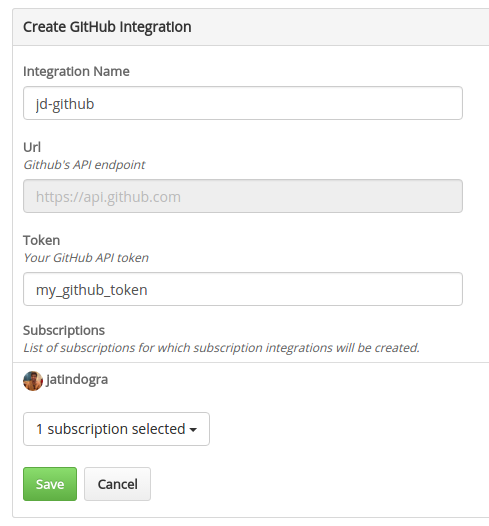 Create GitHub Integration
Integration Name
jd-github
Url
Github's API endpoint
https://api.github.com
Token
Your GitHub API token
my_github_token
Subscriptions
List of subscriptions for which subscription integrations will be created.
jatindogra
1 subscription selected
Save Cancel